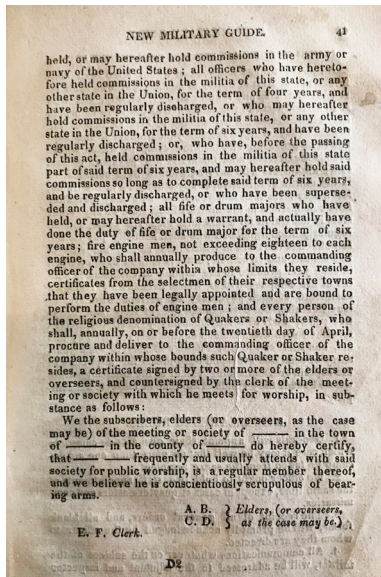 NEW MILITARY GUIDE. 41
held, or may hereafter hold commissions in the army or
navy of the United States ; all officers who have hereto-
fore held commissions in the militia of this state, or any
other state in the Union, for the term of four years, and
have been regularly discharged, or who may hereafter
hold commissions in the militia of this state, or any other
state in the Union, for the term of six years, and have been
regularly discharged ; or, who have, before the passing
of this act, held commissions in the militia of this state
part of said term of six years, and may hereafter hold said
commissions so long as to complete said term of six years,
and be regularly discharged, or who have been superse-
ded and discharged ; all fife or drum majors who have
held, or may hereafter hold a warrant, and actually have
done the duty of fife or drum major for the term of six
years ; fire engine men, not exceeding eighteen to each
engine, who shall annually produce to the commanding
officer of the company within whose limits they reside,
certificates from the selectmen of their respective towns
that they have been legally appointed and are bound to
perform the duties of engine men ; and every person of
the religious denomination of Quakers or Shakers, who
shall, annually, on or before the twentieth day of April,
procure and deliver to the commanding officer of the
company within whose bounds such Quaker or Shaker re-
sides, a certificate signed by two or more of the elders or
overseers, and countersigned by the clerk of the meet-
ing or society with which he meets for worship, in sub-
stance as follows :
We the subscribers, elders (or overseers, as the case
may be) of the meeting or society of —— in the town
of —— in the county of —— do hereby certify,
that —— —— frequently and usually attends with said
society for public worship, is a regular member thereof,
and we believe he is conscientiously scrupulous of bear-
ing arms.
A. B. } Elders, (or overseers,
C. D. } as the case may be.)
E. F. Clerk.
D2